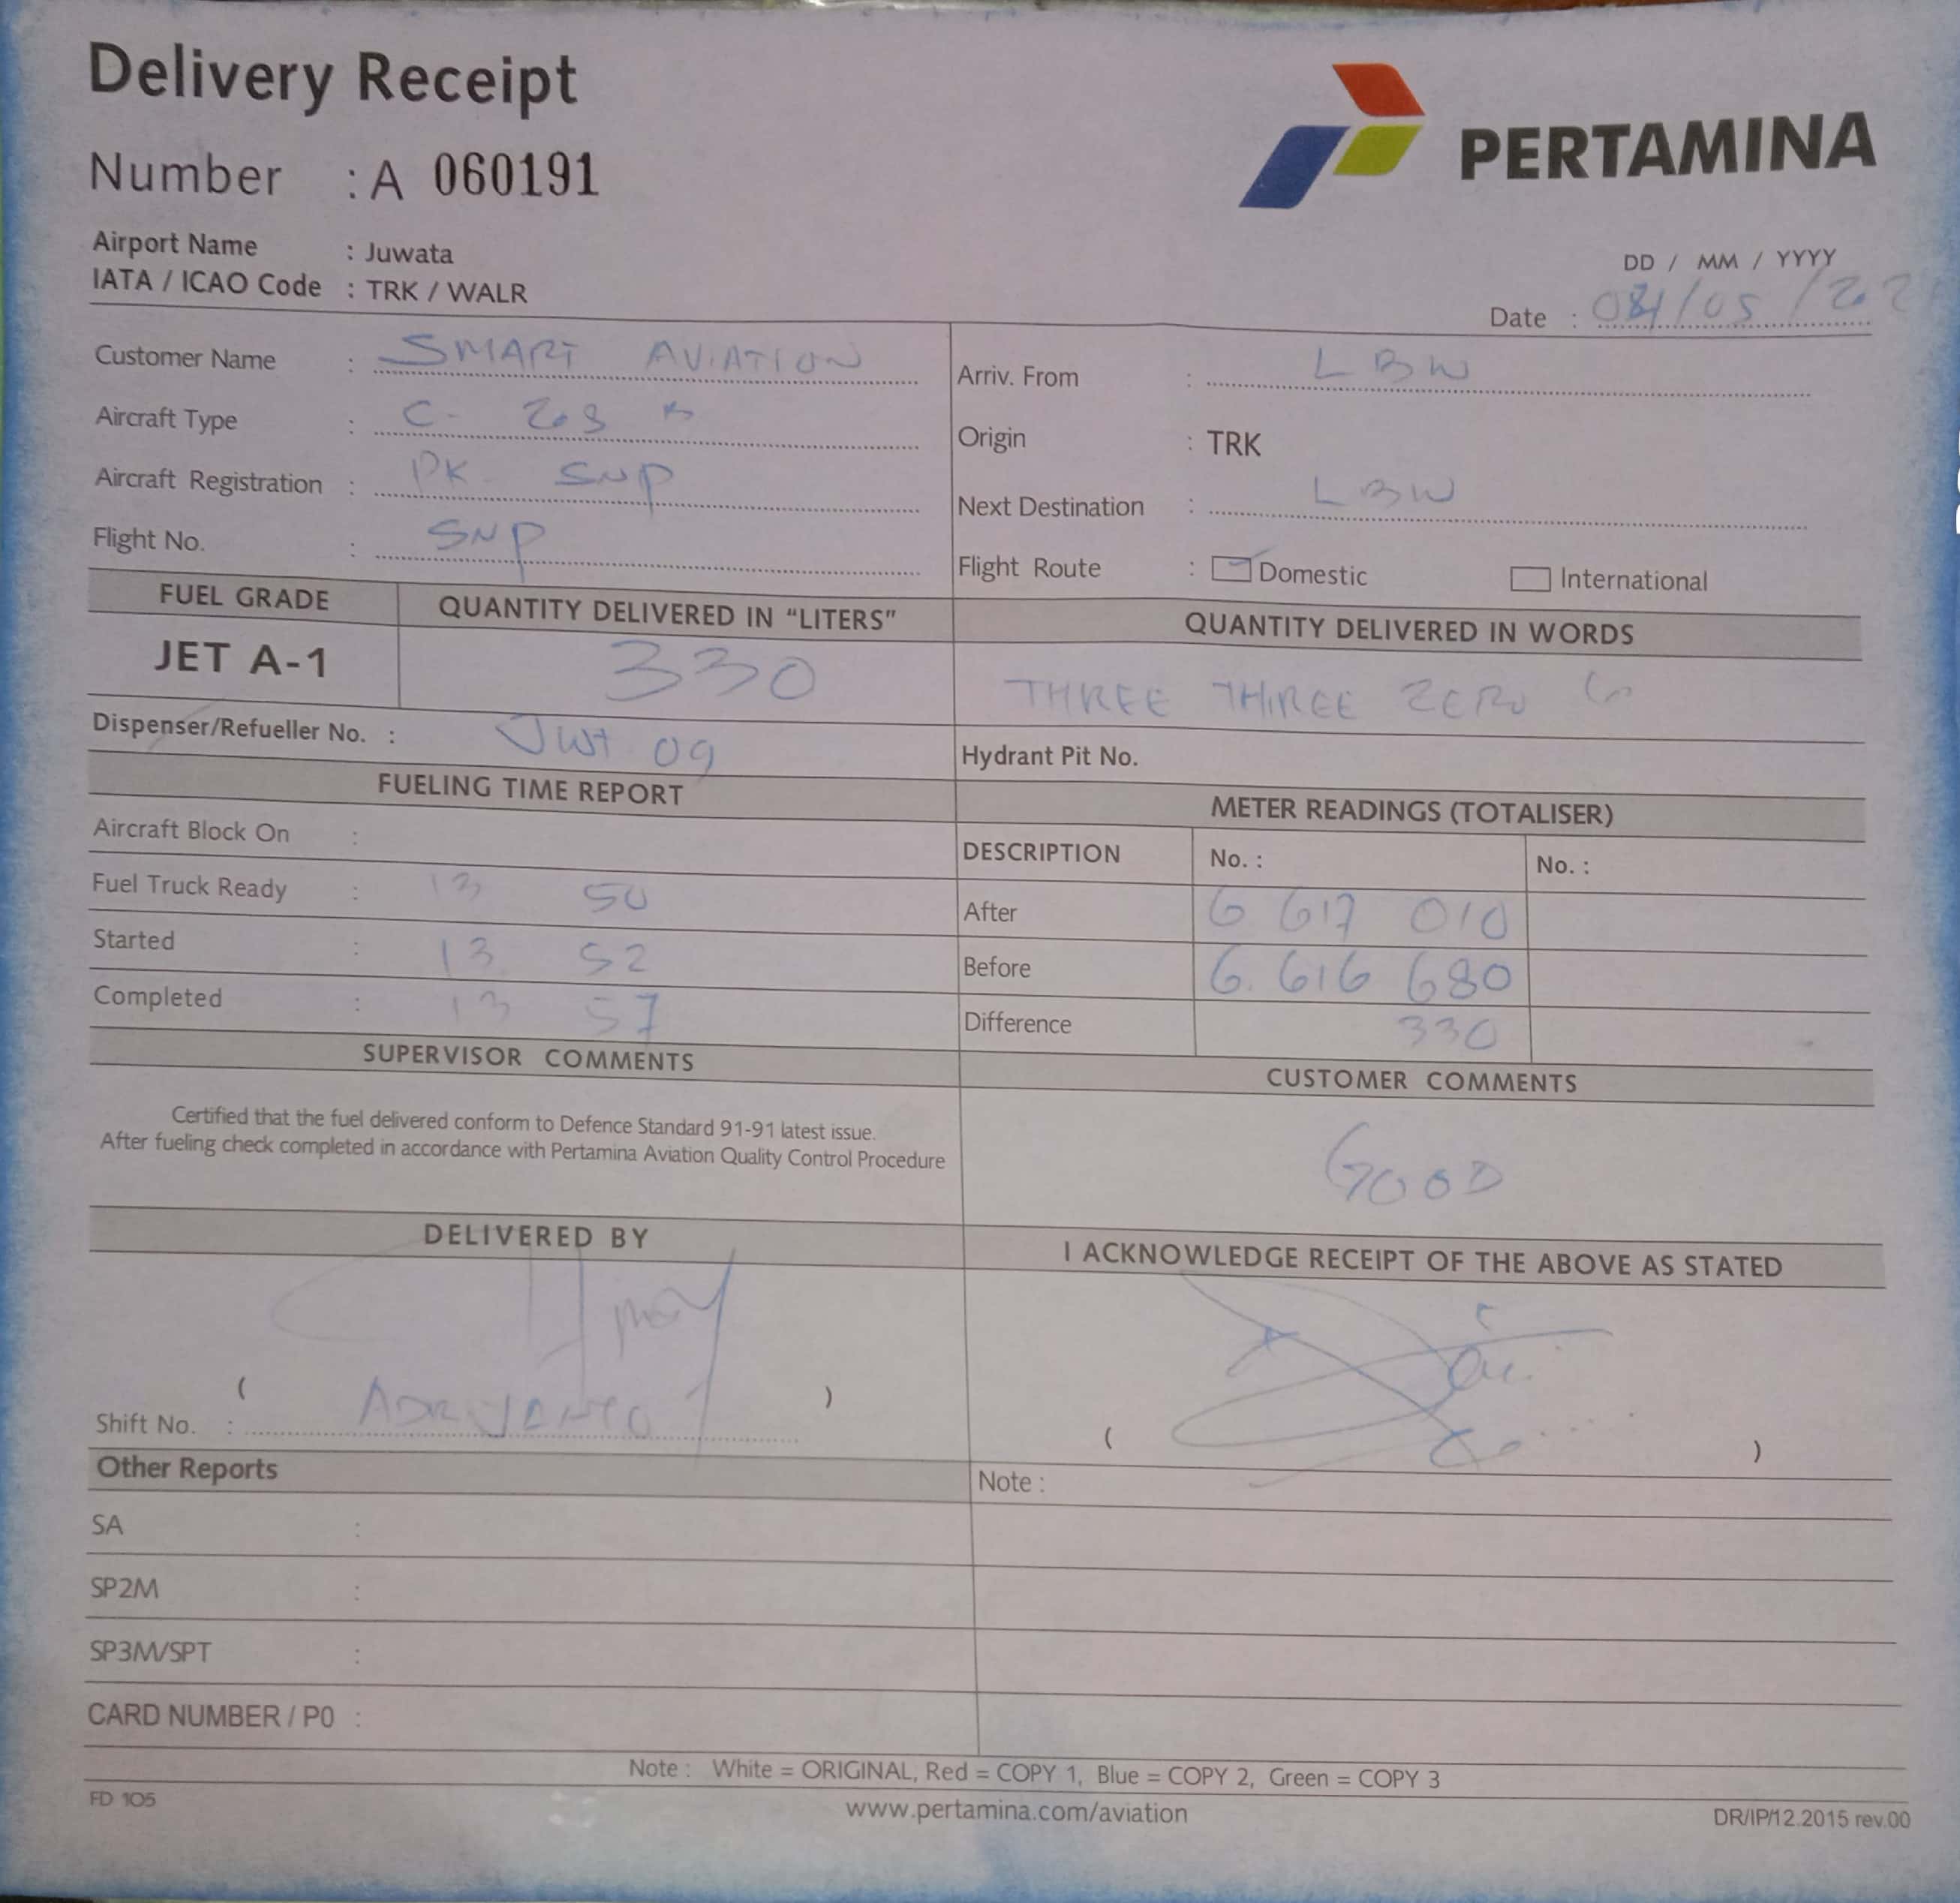 Delivery Receipt
PERTAMINA
Number : A 060191
Airport Name : Juwata
IATA / ICAO Code : TRK / WALR
DD / MM / YYYY
Date : /05
Customer Name : SMART AVIATION
Arriv. From : LBW
Aircraft Type : C-
Origin : TRK
Aircraft Registration : PK- SNP
Next Destination : LBW
Flight No. : SNP
Flight Route : Domestic International
FUEL GRADE QUANTITY DELIVERED IN "LITERS" QUANTITY DELIVERED IN WORDS
JET A-1 330 THREE THREE ZERO
Dispenser/Refueller No. : JWT 09
Hydrant Pit No.
FUELING TIME REPORT METER READINGS (TOTALISER)
Aircraft Block On :
DESCRIPTION No. : No. :
Fuel Truck Ready : 13 50
After 6 617 010
Started : 13 52
Before 6. 616 680
Completed : 13 57
Difference 330
SUPERVISOR COMMENTS CUSTOMER COMMENTS
Certified that the fuel delivered conform to Defence Standard 91-91 latest issue.
After fueling check completed in accordance with Pertamina Aviation Quality Control Procedure
GOOD
DELIVERED BY I ACKNOWLEDGE RECEIPT OF THE ABOVE AS STATED
( )
Shift No. :
( )
Other Reports Note :
SA :
SP2M :
SP3M/SPT :
CARD NUMBER / P0 :
Note : White = ORIGINAL, Red = COPY 1, Blue = COPY 2, Green = COPY 3
FD 105 www.pertamina.com/aviation DR/IP/12.2015 rev.00